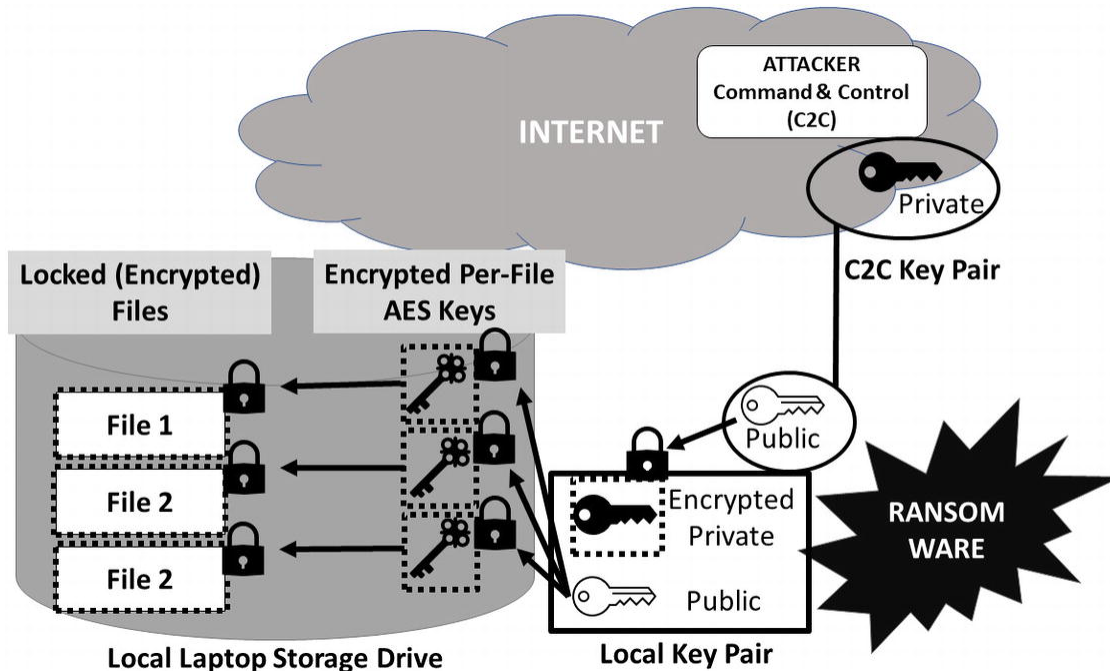 ATTACKER
Command & Control
(C2C)
INTERNET
Private
C2C Key Pair
Locked (Encrypted)
Files
Encrypted Per-File
AES Keys
File 1
File 2
File 2
Public
Encrypted
Private
Public
RANSOM
WARE
Local Key Pair
Local Laptop Storage Drive